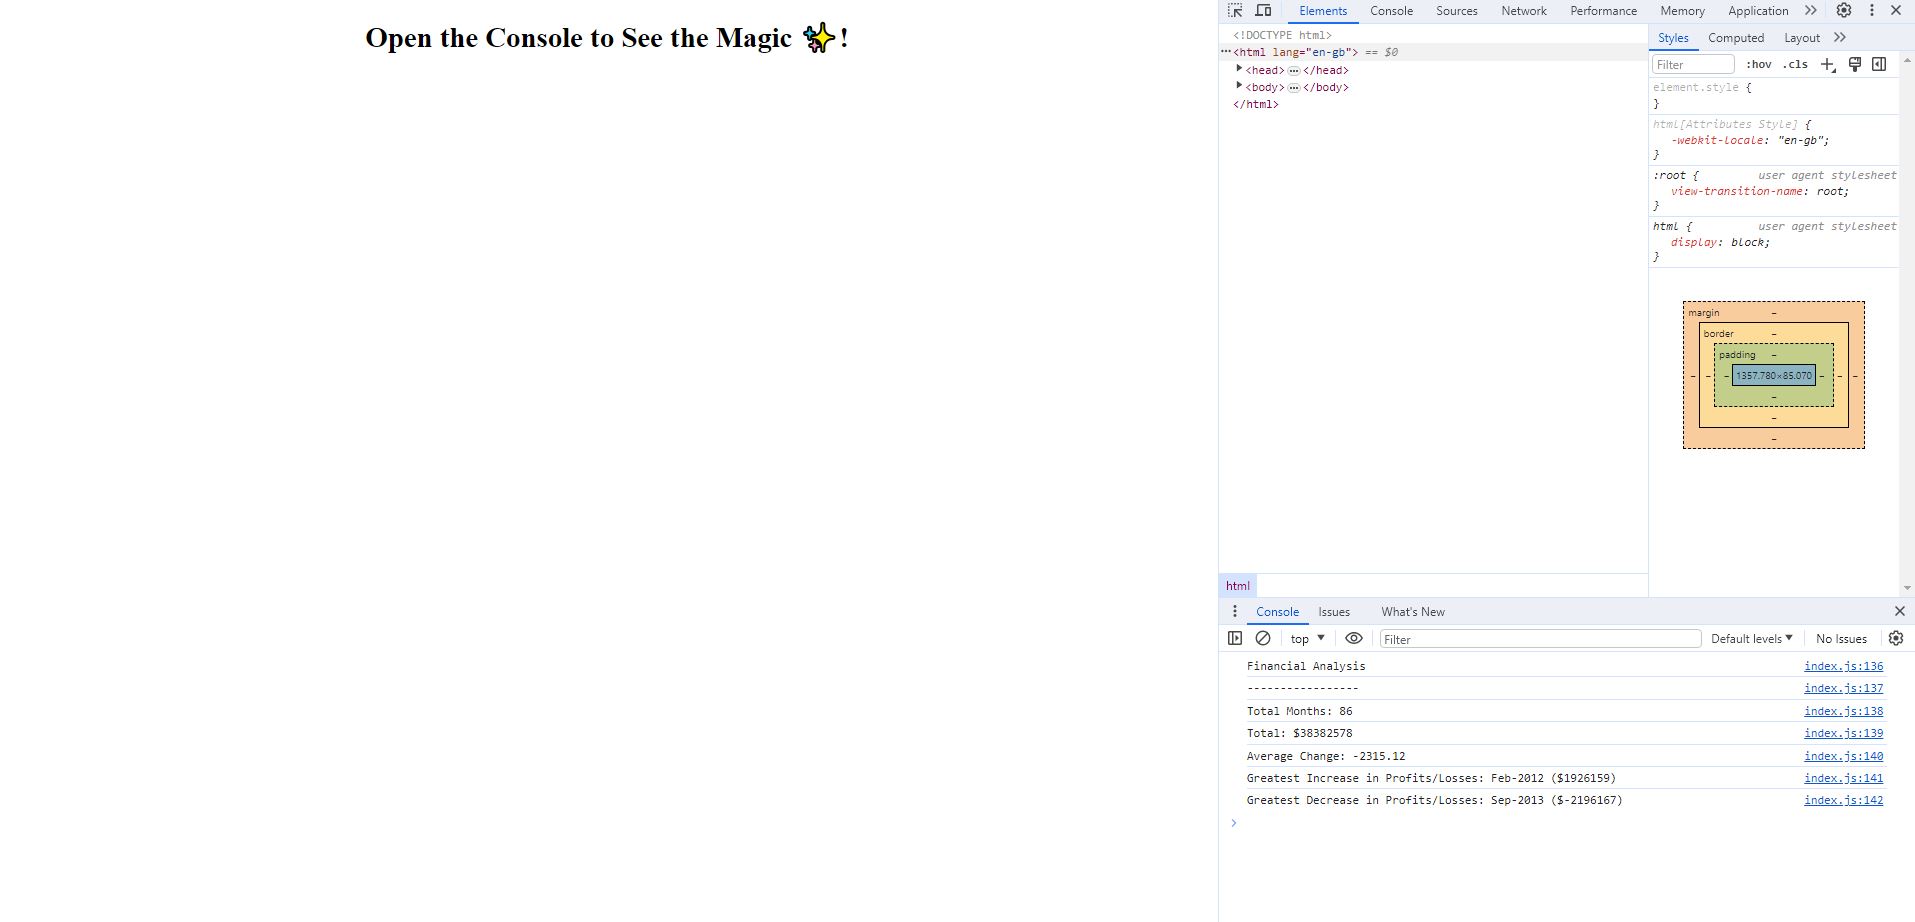 Open the Console to See the Magic ✨!
Elements Console Sources Network Performance Memory Application
<!DOCTYPE html>
<html lang="en-gb"> == $0
<head> </head>
<body> </body>
</html>
html
Styles Computed Layout
Filter :hov .cls
element.style {
}
html[Attributes Style] {
-webkit-locale: "en-gb";
}
:root { user agent stylesheet
view-transition-name: root;
}
html { user agent stylesheet
display: block;
}
margin –
border –
padding –
– – – 1357.780×85.070 – – –
–
–
–
Console Issues What's New
top Filter Default levels No Issues
Financial Analysis index.js:136
----------------- index.js:137
Total Months: 86 index.js:138
Total: $38382578 index.js:139
Average Change: -2315.12 index.js:140
Greatest Increase in Profits/Losses: Feb-2012 ($1926159) index.js:141
Greatest Decrease in Profits/Losses: Sep-2013 ($-2196167) index.js:142